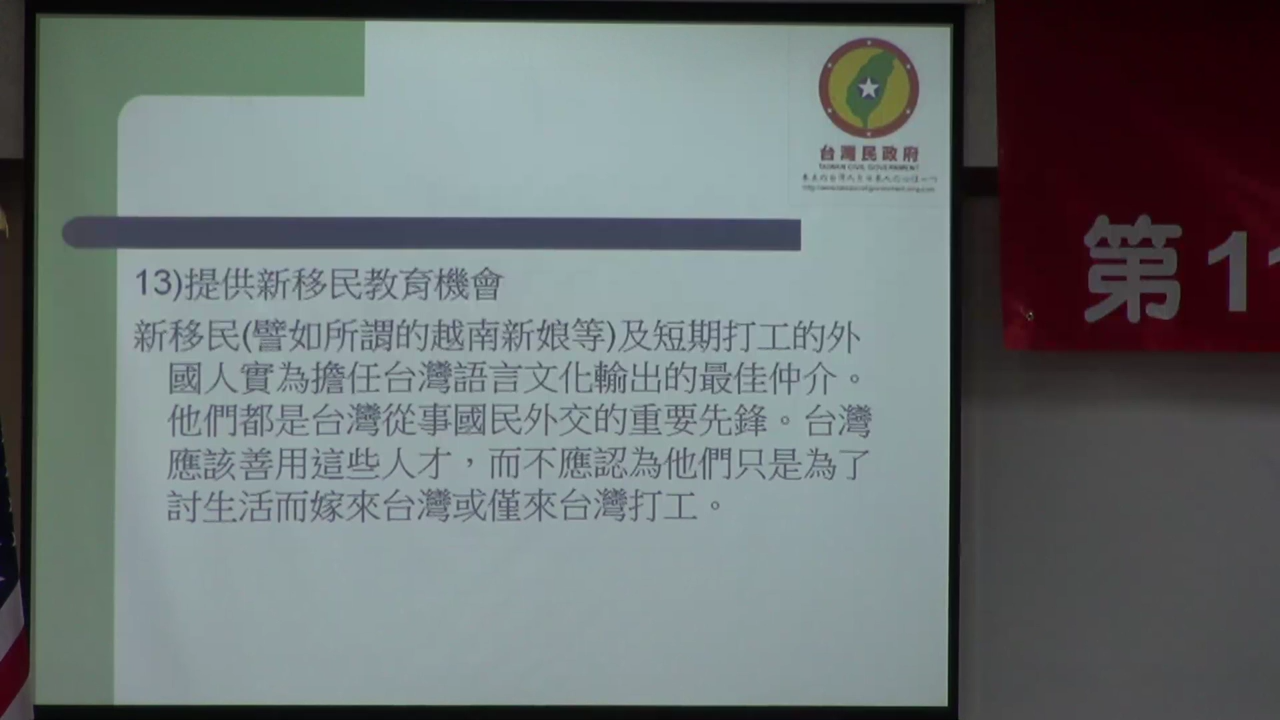 台灣民政府
TAIWAN CIVIL GOVERNMENT
13)提供新移民教育機會
新移民(譬如所謂的越南新娘等)及短期打工的外
國人實為擔任台灣語言文化輸出的最佳仲介。
他們都是台灣從事國民外交的重要先鋒。台灣
應該善用這些人才，而不應認為他們只是為了
討生活而嫁來台灣或僅來台灣打工。
第11